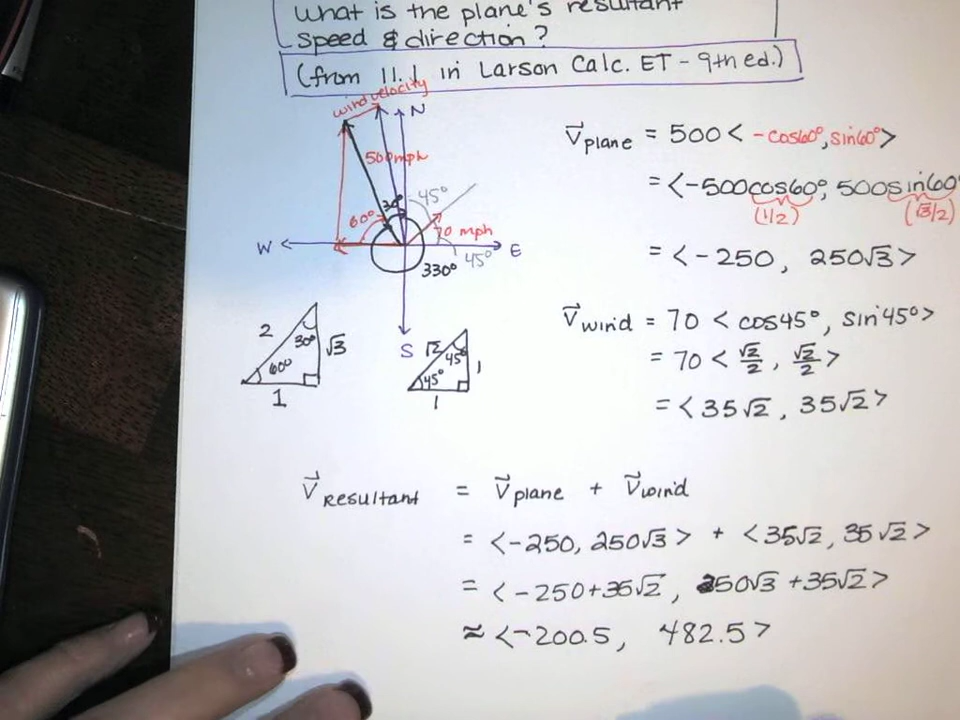 What is the plane's resultant
Speed & direction?
(from 11.1 in Larson Calc. ET - 9th ed.)
wind velocity
N
500 mph
30°
45°
60°
70 mph
W
E
45°
330°
S
2
30°
√3
60°
1
√2
45°
1
45°
1
V⃗plane = 500 < -cos60°, sin60° >
= < -500cos60°, 500sin60°
(1/2) (√3/2)
= < -250, 250√3 >
V⃗wind = 70 < cos45°, sin45° >
= 70 < √2/2, √2/2 >
= < 35√2, 35√2 >
V⃗Resultant = V⃗plane + V⃗wind
= < -250, 250√3 > + < 35√2, 35√2 >
= < -250+35√2, 250√3 +35√2 >
≈ < -200.5, 482.5 >